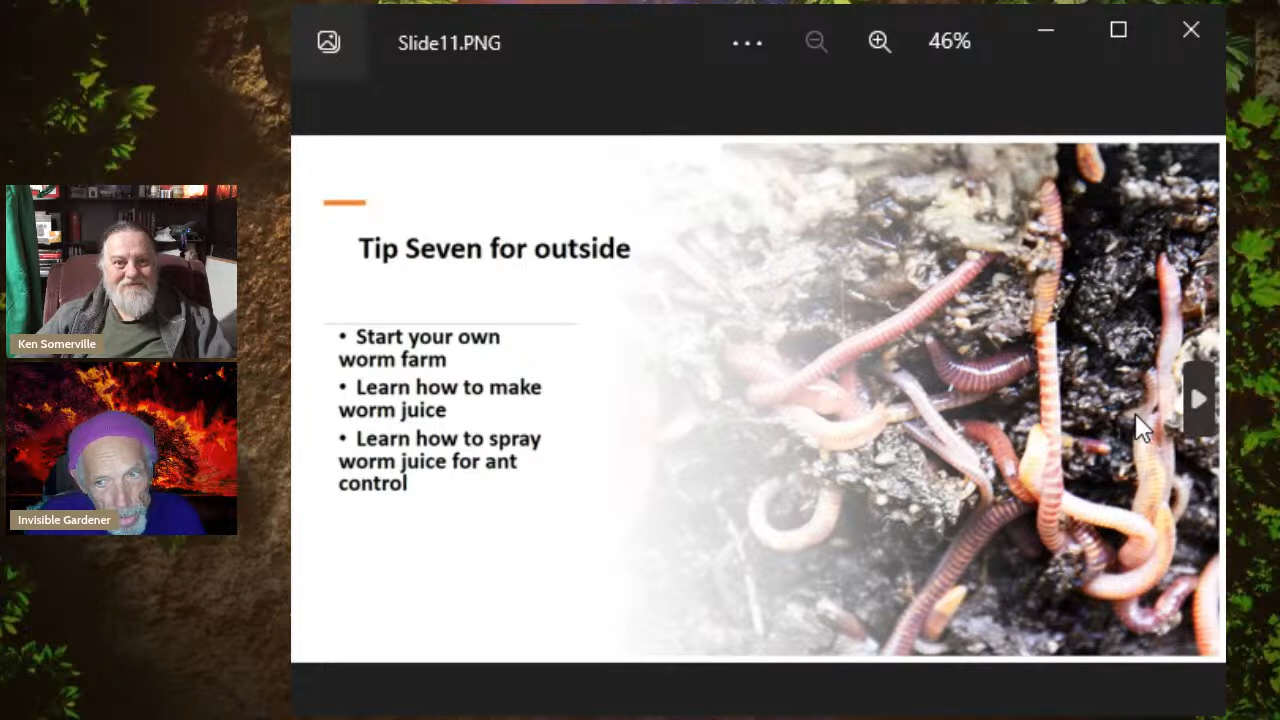 Slide11.PNG
46%
Tip Seven for outside
• Start your own
worm farm
• Learn how to make
worm juice
• Learn how to spray
worm juice for ant
control
Ken Somerville
Invisible Gardener